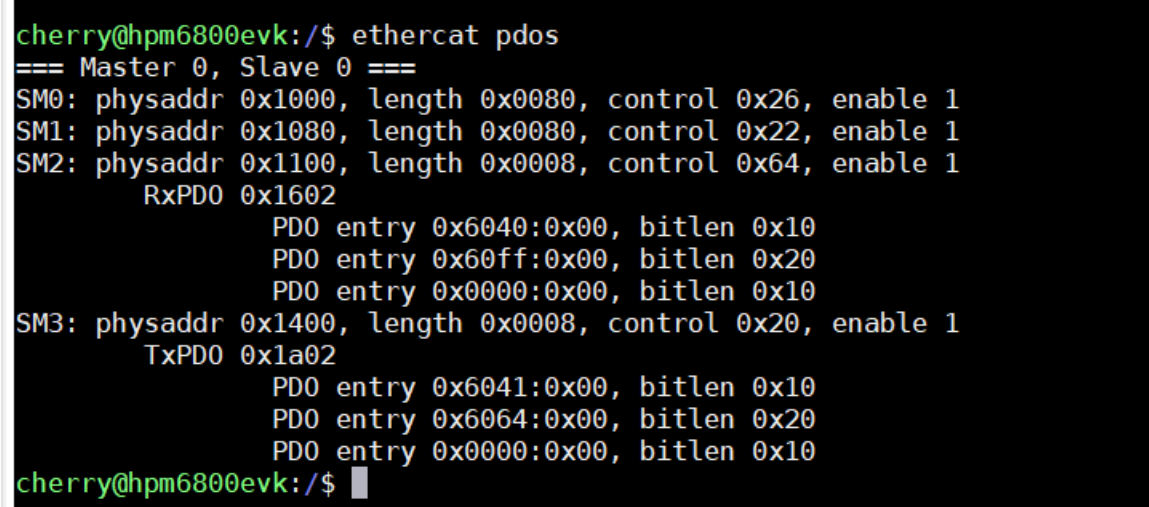 cherry@hpm6800evk:/$ ethercat pdos
=== Master 0, Slave 0 ===
SM0: physaddr 0x1000, length 0x0080, control 0x26, enable 1
SM1: physaddr 0x1080, length 0x0080, control 0x22, enable 1
SM2: physaddr 0x1100, length 0x0008, control 0x64, enable 1
        RxPDO 0x1602
                PDO entry 0x6040:0x00, bitlen 0x10
                PDO entry 0x60ff:0x00, bitlen 0x20
                PDO entry 0x0000:0x00, bitlen 0x10
SM3: physaddr 0x1400, length 0x0008, control 0x20, enable 1
        TxPDO 0x1a02
                PDO entry 0x6041:0x00, bitlen 0x10
                PDO entry 0x6064:0x00, bitlen 0x20
                PDO entry 0x0000:0x00, bitlen 0x10
cherry@hpm6800evk:/$